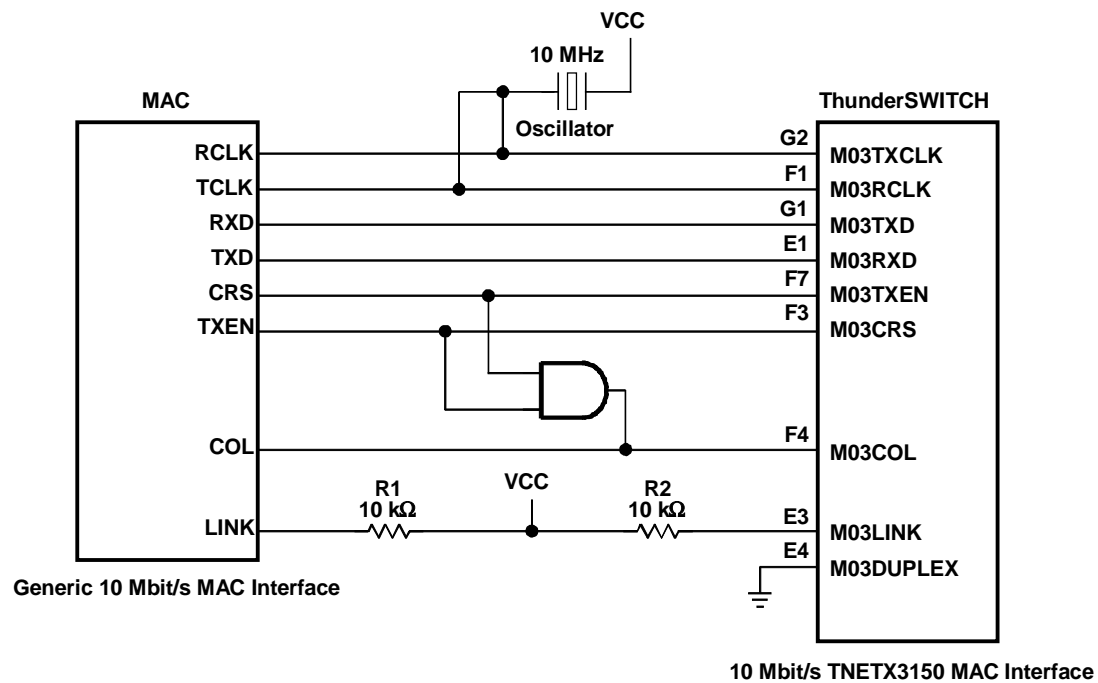 VCC
10 MHz
Oscillator
MAC
ThunderSWITCH
RCLK
G2
M03TXCLK
TCLK
F1
M03RCLK
RXD
G1
M03TXD
TXD
E1
M03RXD
CRS
F7
M03TXEN
TXEN
F3
M03CRS
COL
F4
M03COL
R1
10 kΩ
VCC
R2
10 kΩ
LINK
E3
M03LINK
E4
M03DUPLEX
Generic 10 Mbit/s MAC Interface
10 Mbit/s TNETX3150 MAC Interface